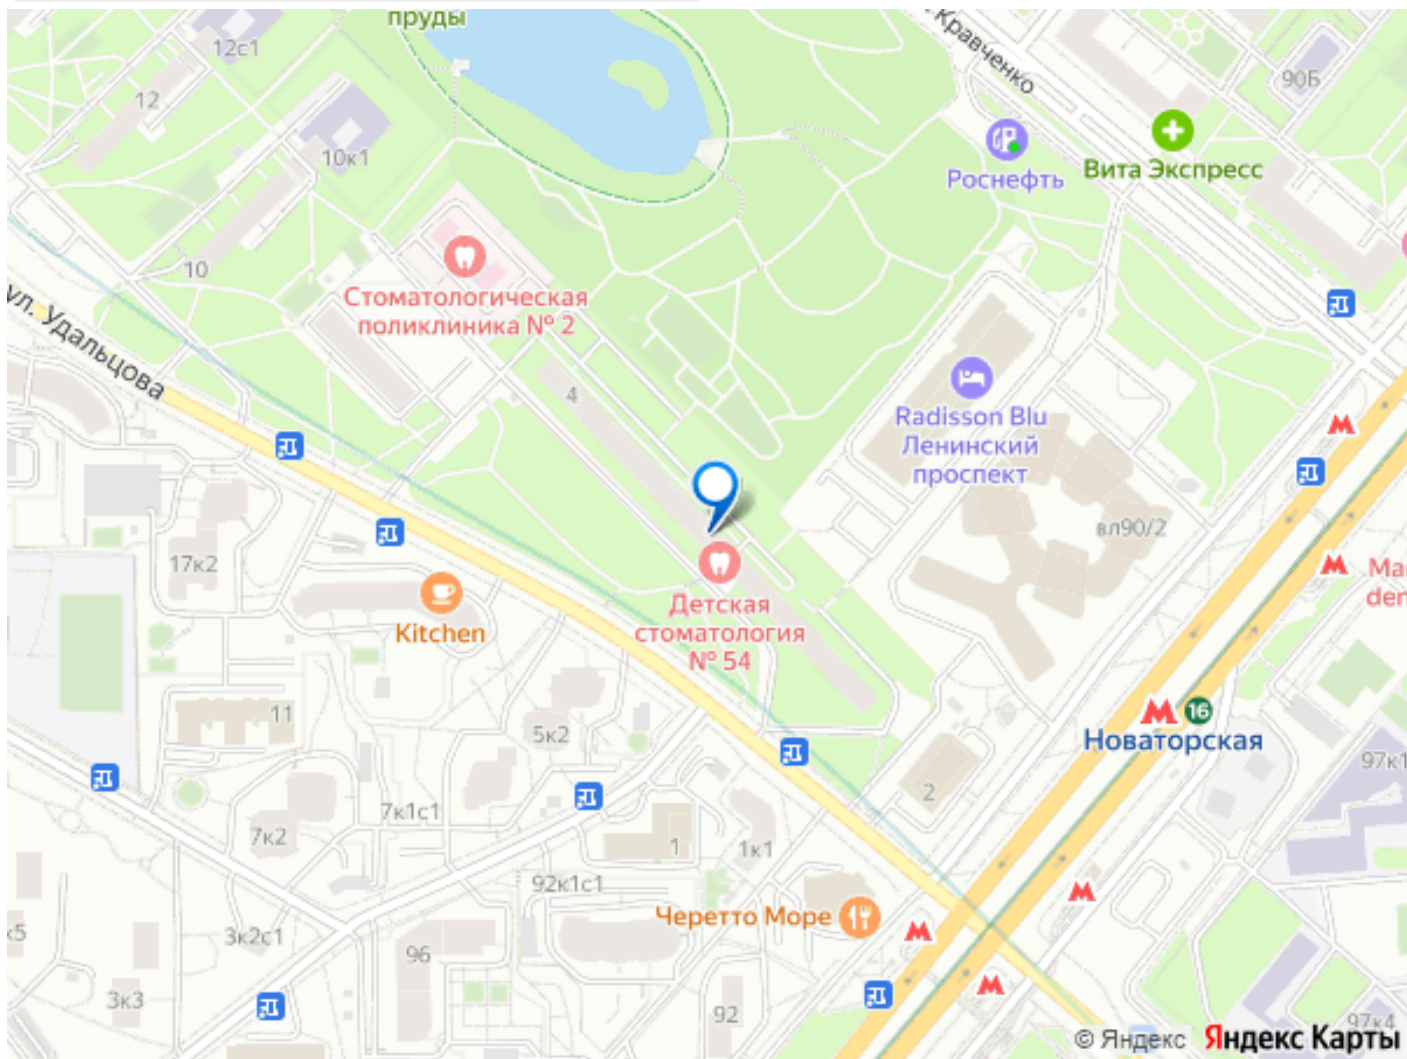 пруды
Кравченко
12с1
90Б
12
Вита Экспресс
10к1
Роснефть
10
Стоматологическая
поликлиника № 2
ул. Удальцова
4
Radisson Blu
Ленинский
проспект
вл90/2
17к2
Детская
стоматология
№ 54
Kitchen
11
16
Новаторская
5к2
97к1
2
7к1с1
7к2
1
1к1
92к1с1
Черетто Море
3к2с1
96
3к3
92
97к4
© Яндекс Яндекс Карты